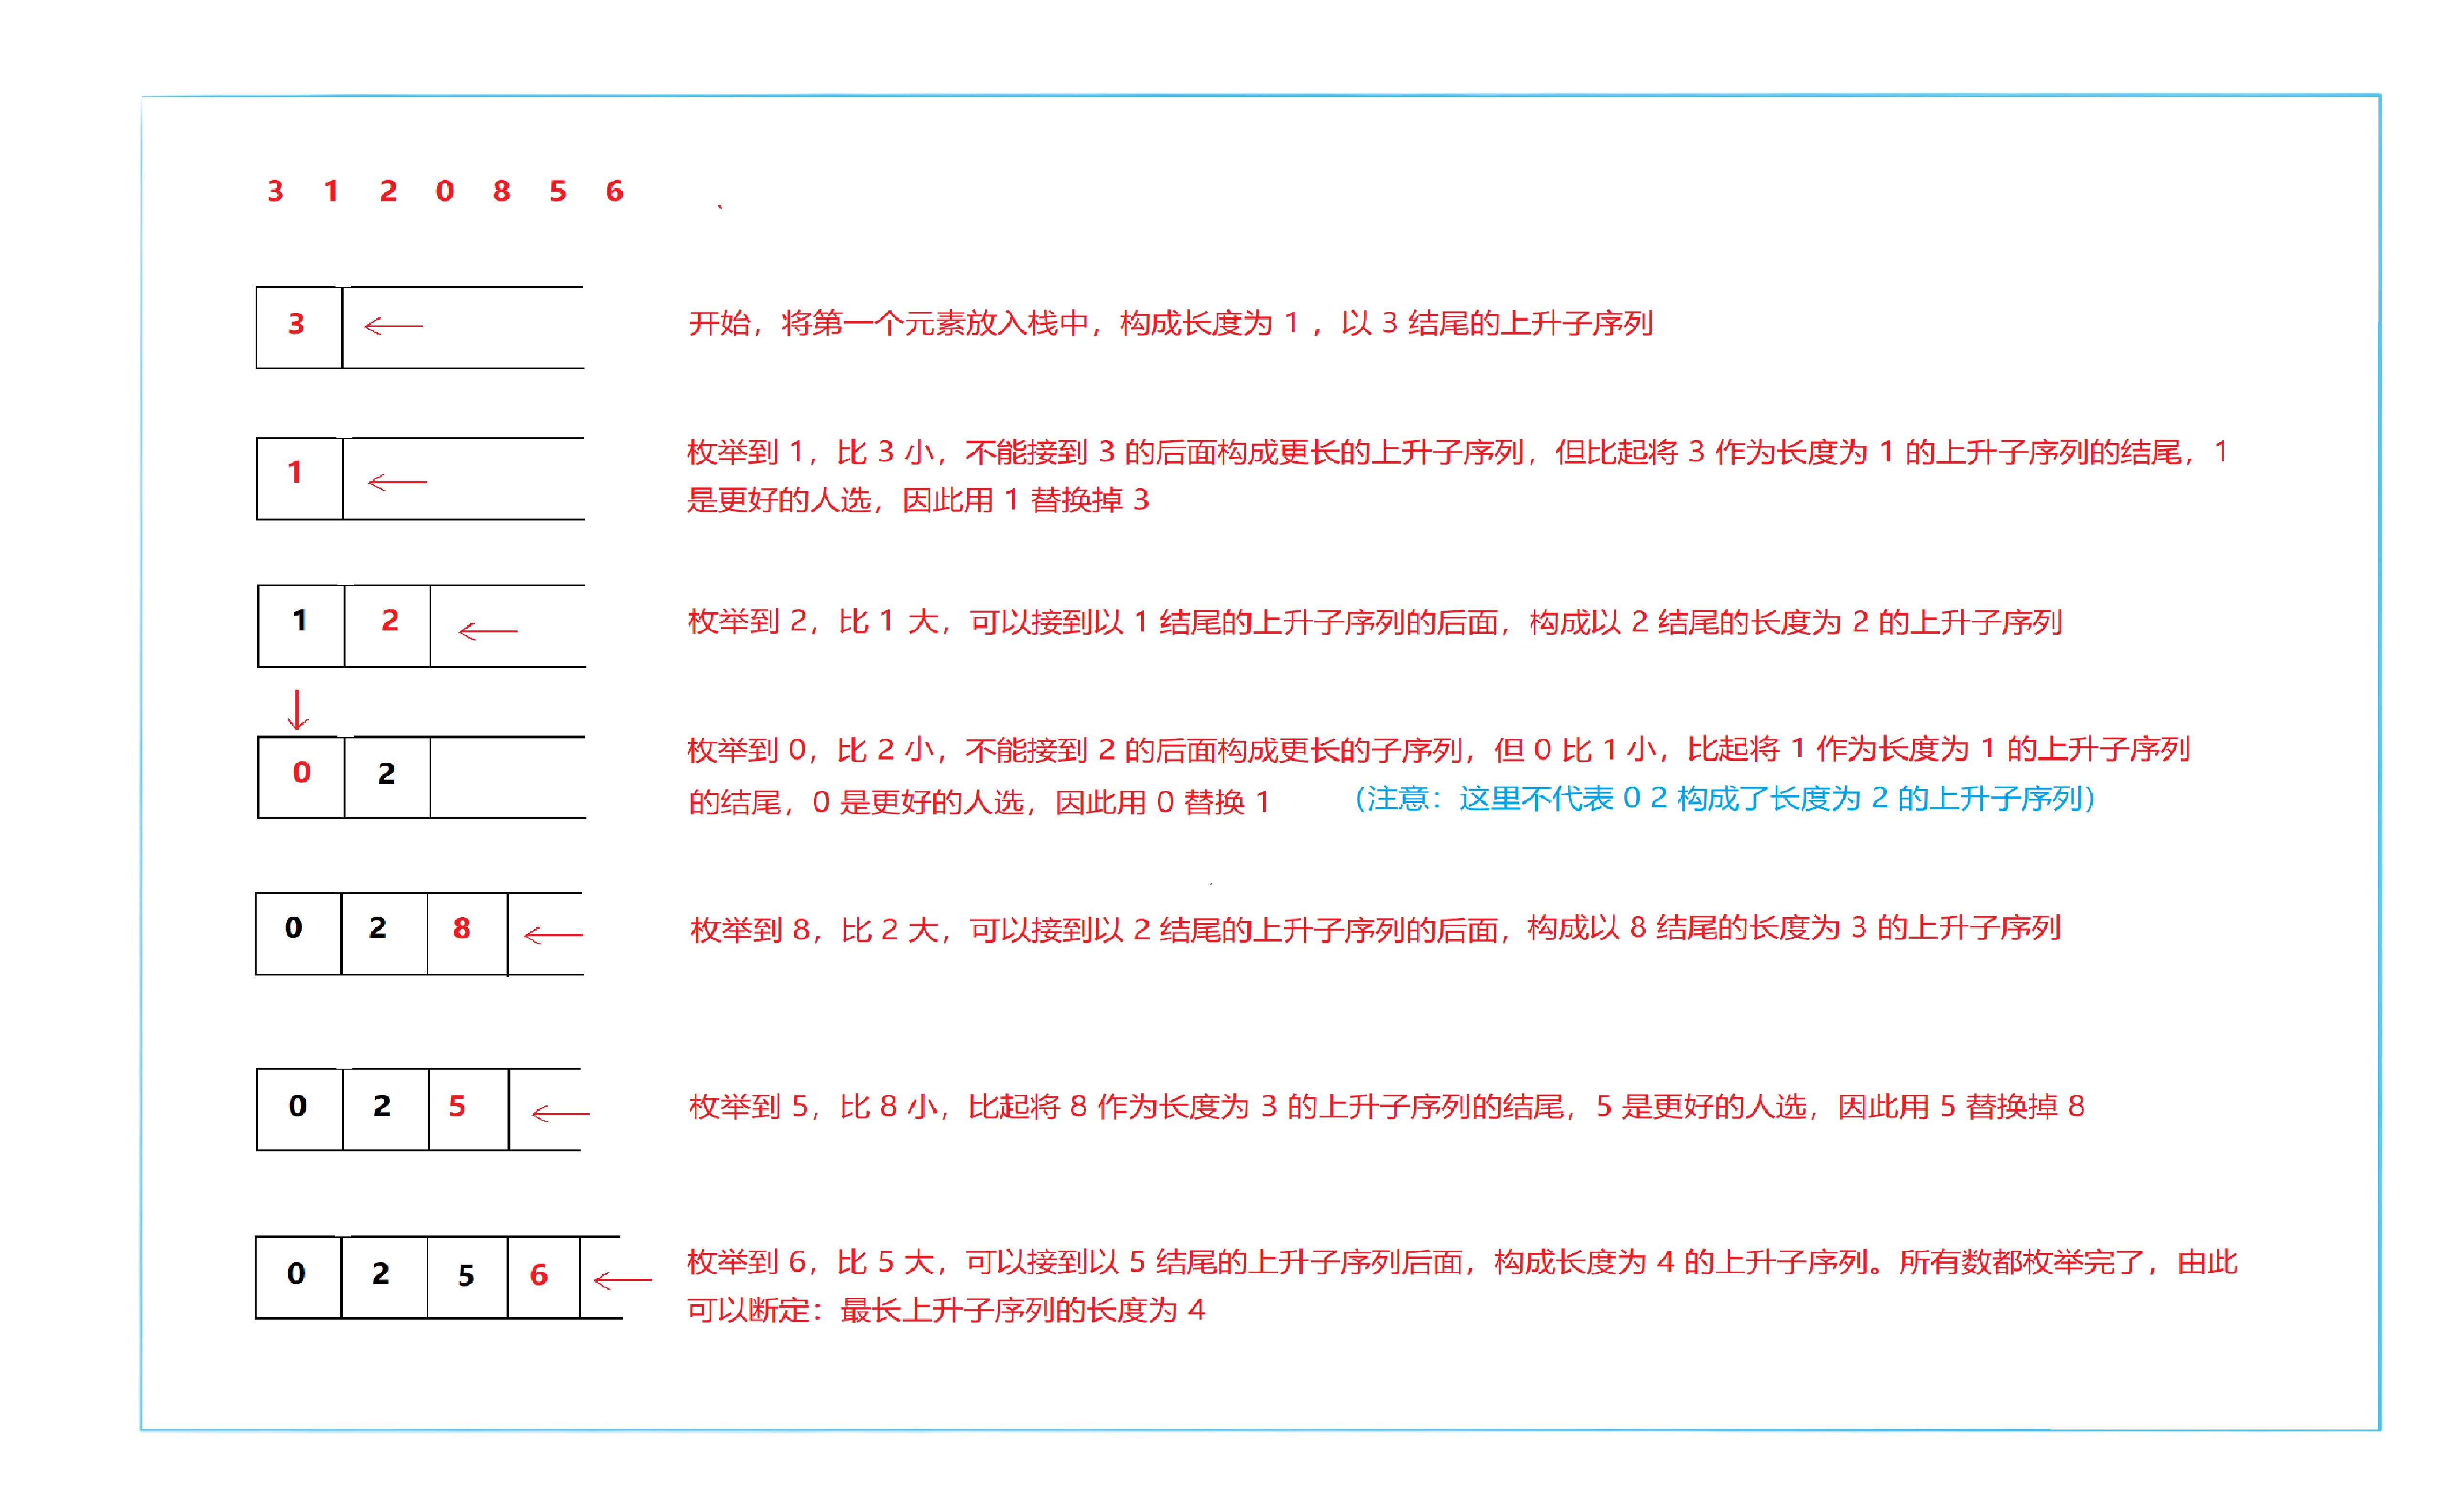 3 1 2 0 8 5 6
3
开始，将第一个元素放入栈中，构成长度为 1 ，以 3 结尾的上升子序列
1
枚举到 1，比 3 小，不能接到 3 的后面构成更长的上升子序列，但比起将 3 作为长度为 1 的上升子序列的结尾，1
是更好的人选，因此用 1 替换掉 3
1 2
枚举到 2，比 1 大，可以接到以 1 结尾的上升子序列的后面，构成以 2 结尾的长度为 2 的上升子序列
0 2
枚举到 0，比 2 小，不能接到 2 的后面构成更长的子序列，但 0 比 1 小，比起将 1 作为长度为 1 的上升子序列
的结尾，0 是更好的人选，因此用 0 替换 1 （注意：这里不代表 0 2 构成了长度为 2 的上升子序列）
0 2 8
枚举到 8，比 2 大，可以接到以 2 结尾的上升子序列的后面，构成以 8 结尾的长度为 3 的上升子序列
0 2 5
枚举到 5，比 8 小，比起将 8 作为长度为 3 的上升子序列的结尾，5 是更好的人选，因此用 5 替换掉 8
0 2 5 6
枚举到 6，比 5 大，可以接到以 5 结尾的上升子序列后面，构成长度为 4 的上升子序列。所有数都枚举完了，由此
可以断定：最长上升子序列的长度为 4